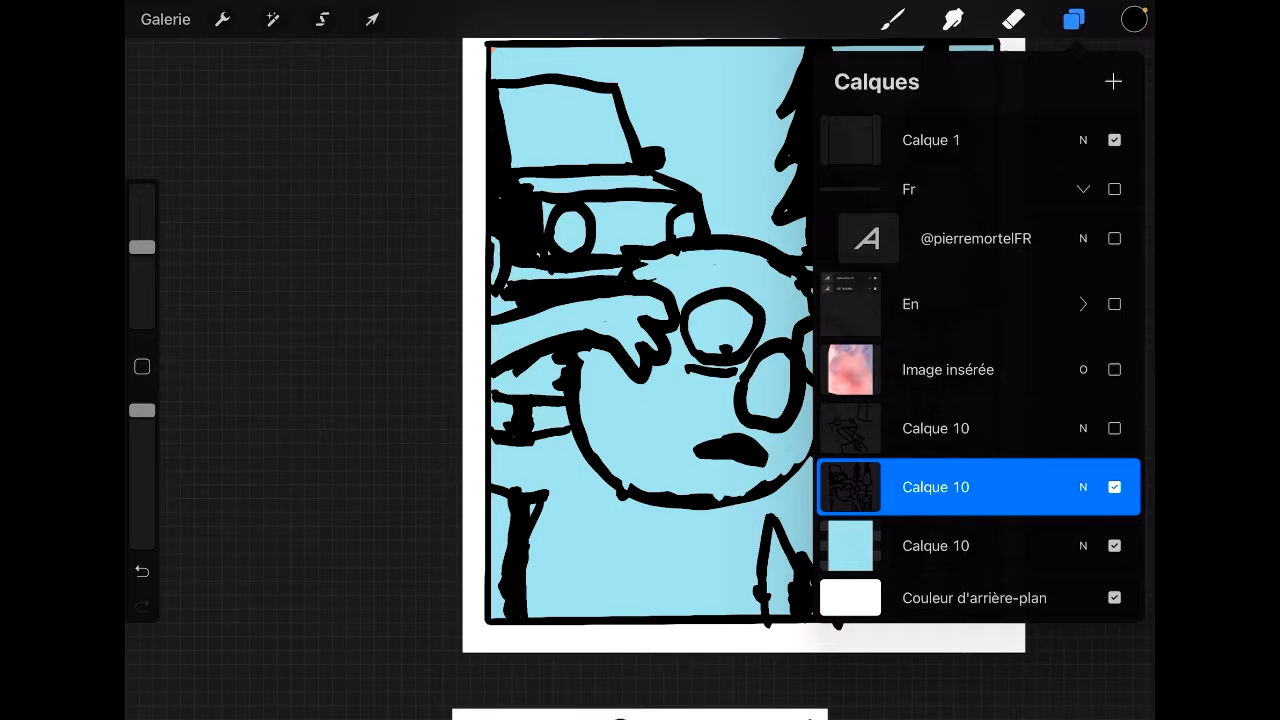 Galerie
Calques
Calque 1
N
Fr
@pierremortelFR
N
En
Image insérée
O
Calque 10
N
Calque 10
N
Calque 10
N
Couleur d'arrière-plan